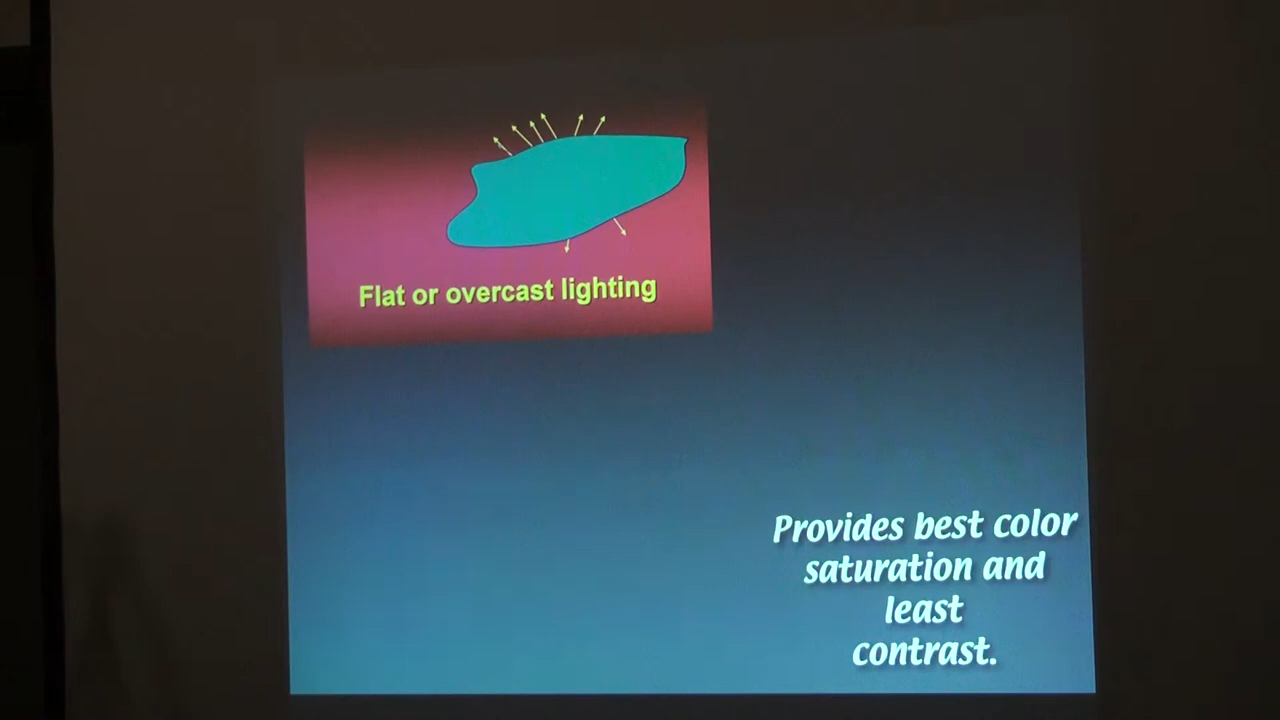 Flat or overcast lighting
Provides best color
saturation and
least
contrast.